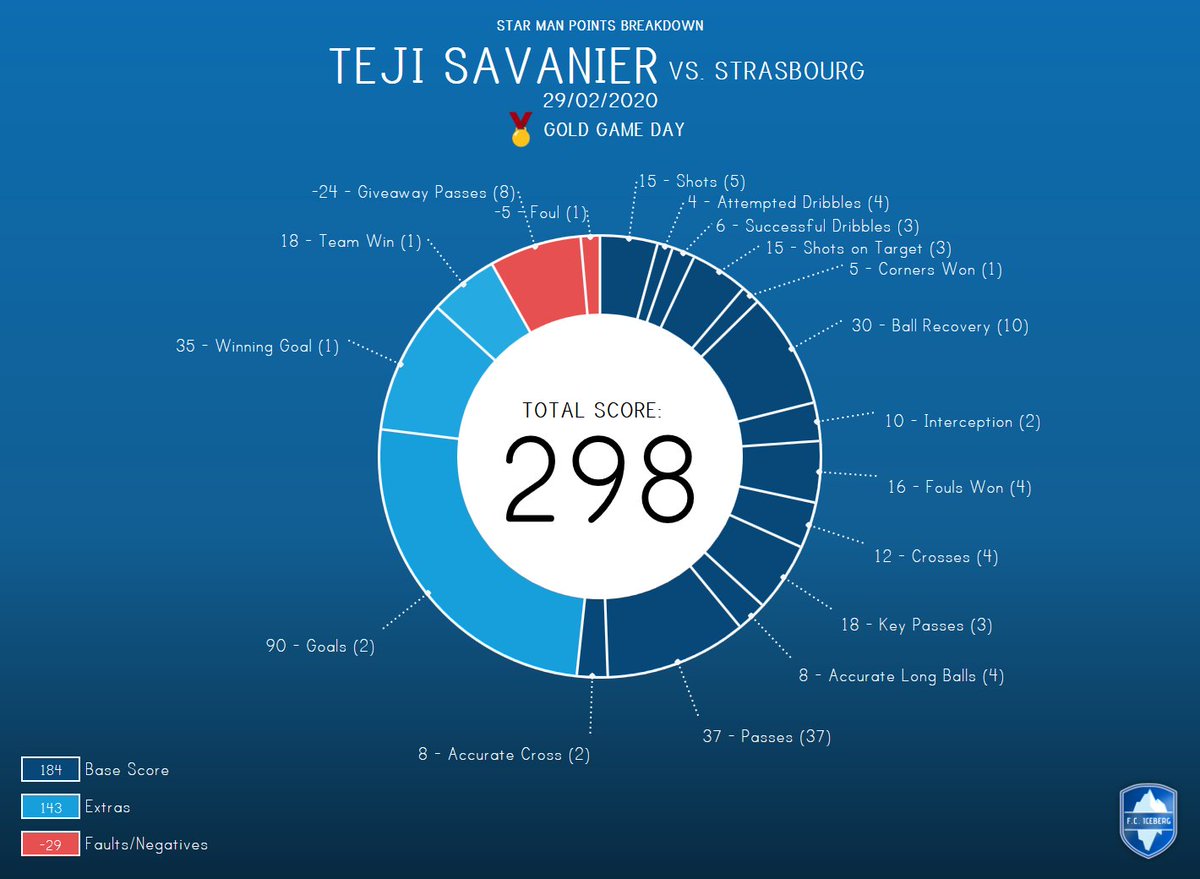 STAR MAN POINTS BREAKDOWN
TEJI SAVANIER VS. STRASBOURG
29/02/2020
GOLD GAME DAY
-24 - Giveaway Passes (8)
-5 - Foul (1)
18 - Team Win (1)
35 - Winning Goal (1)
90 - Goals (2)
8 - Accurate Cross (2)
15 - Shots (5)
4 - Attempted Dribbles (4)
6 - Successful Dribbles (3)
15 - Shots on Target (3)
5 - Corners Won (1)
30 - Ball Recovery (10)
10 - Interception (2)
16 - Fouls Won (4)
12 - Crosses (4)
18 - Key Passes (3)
8 - Accurate Long Balls (4)
37 - Passes (37)
TOTAL SCORE:
298
184 Base Score
143 Extras
-29 Faults/Negatives
F.C. ICEBERG